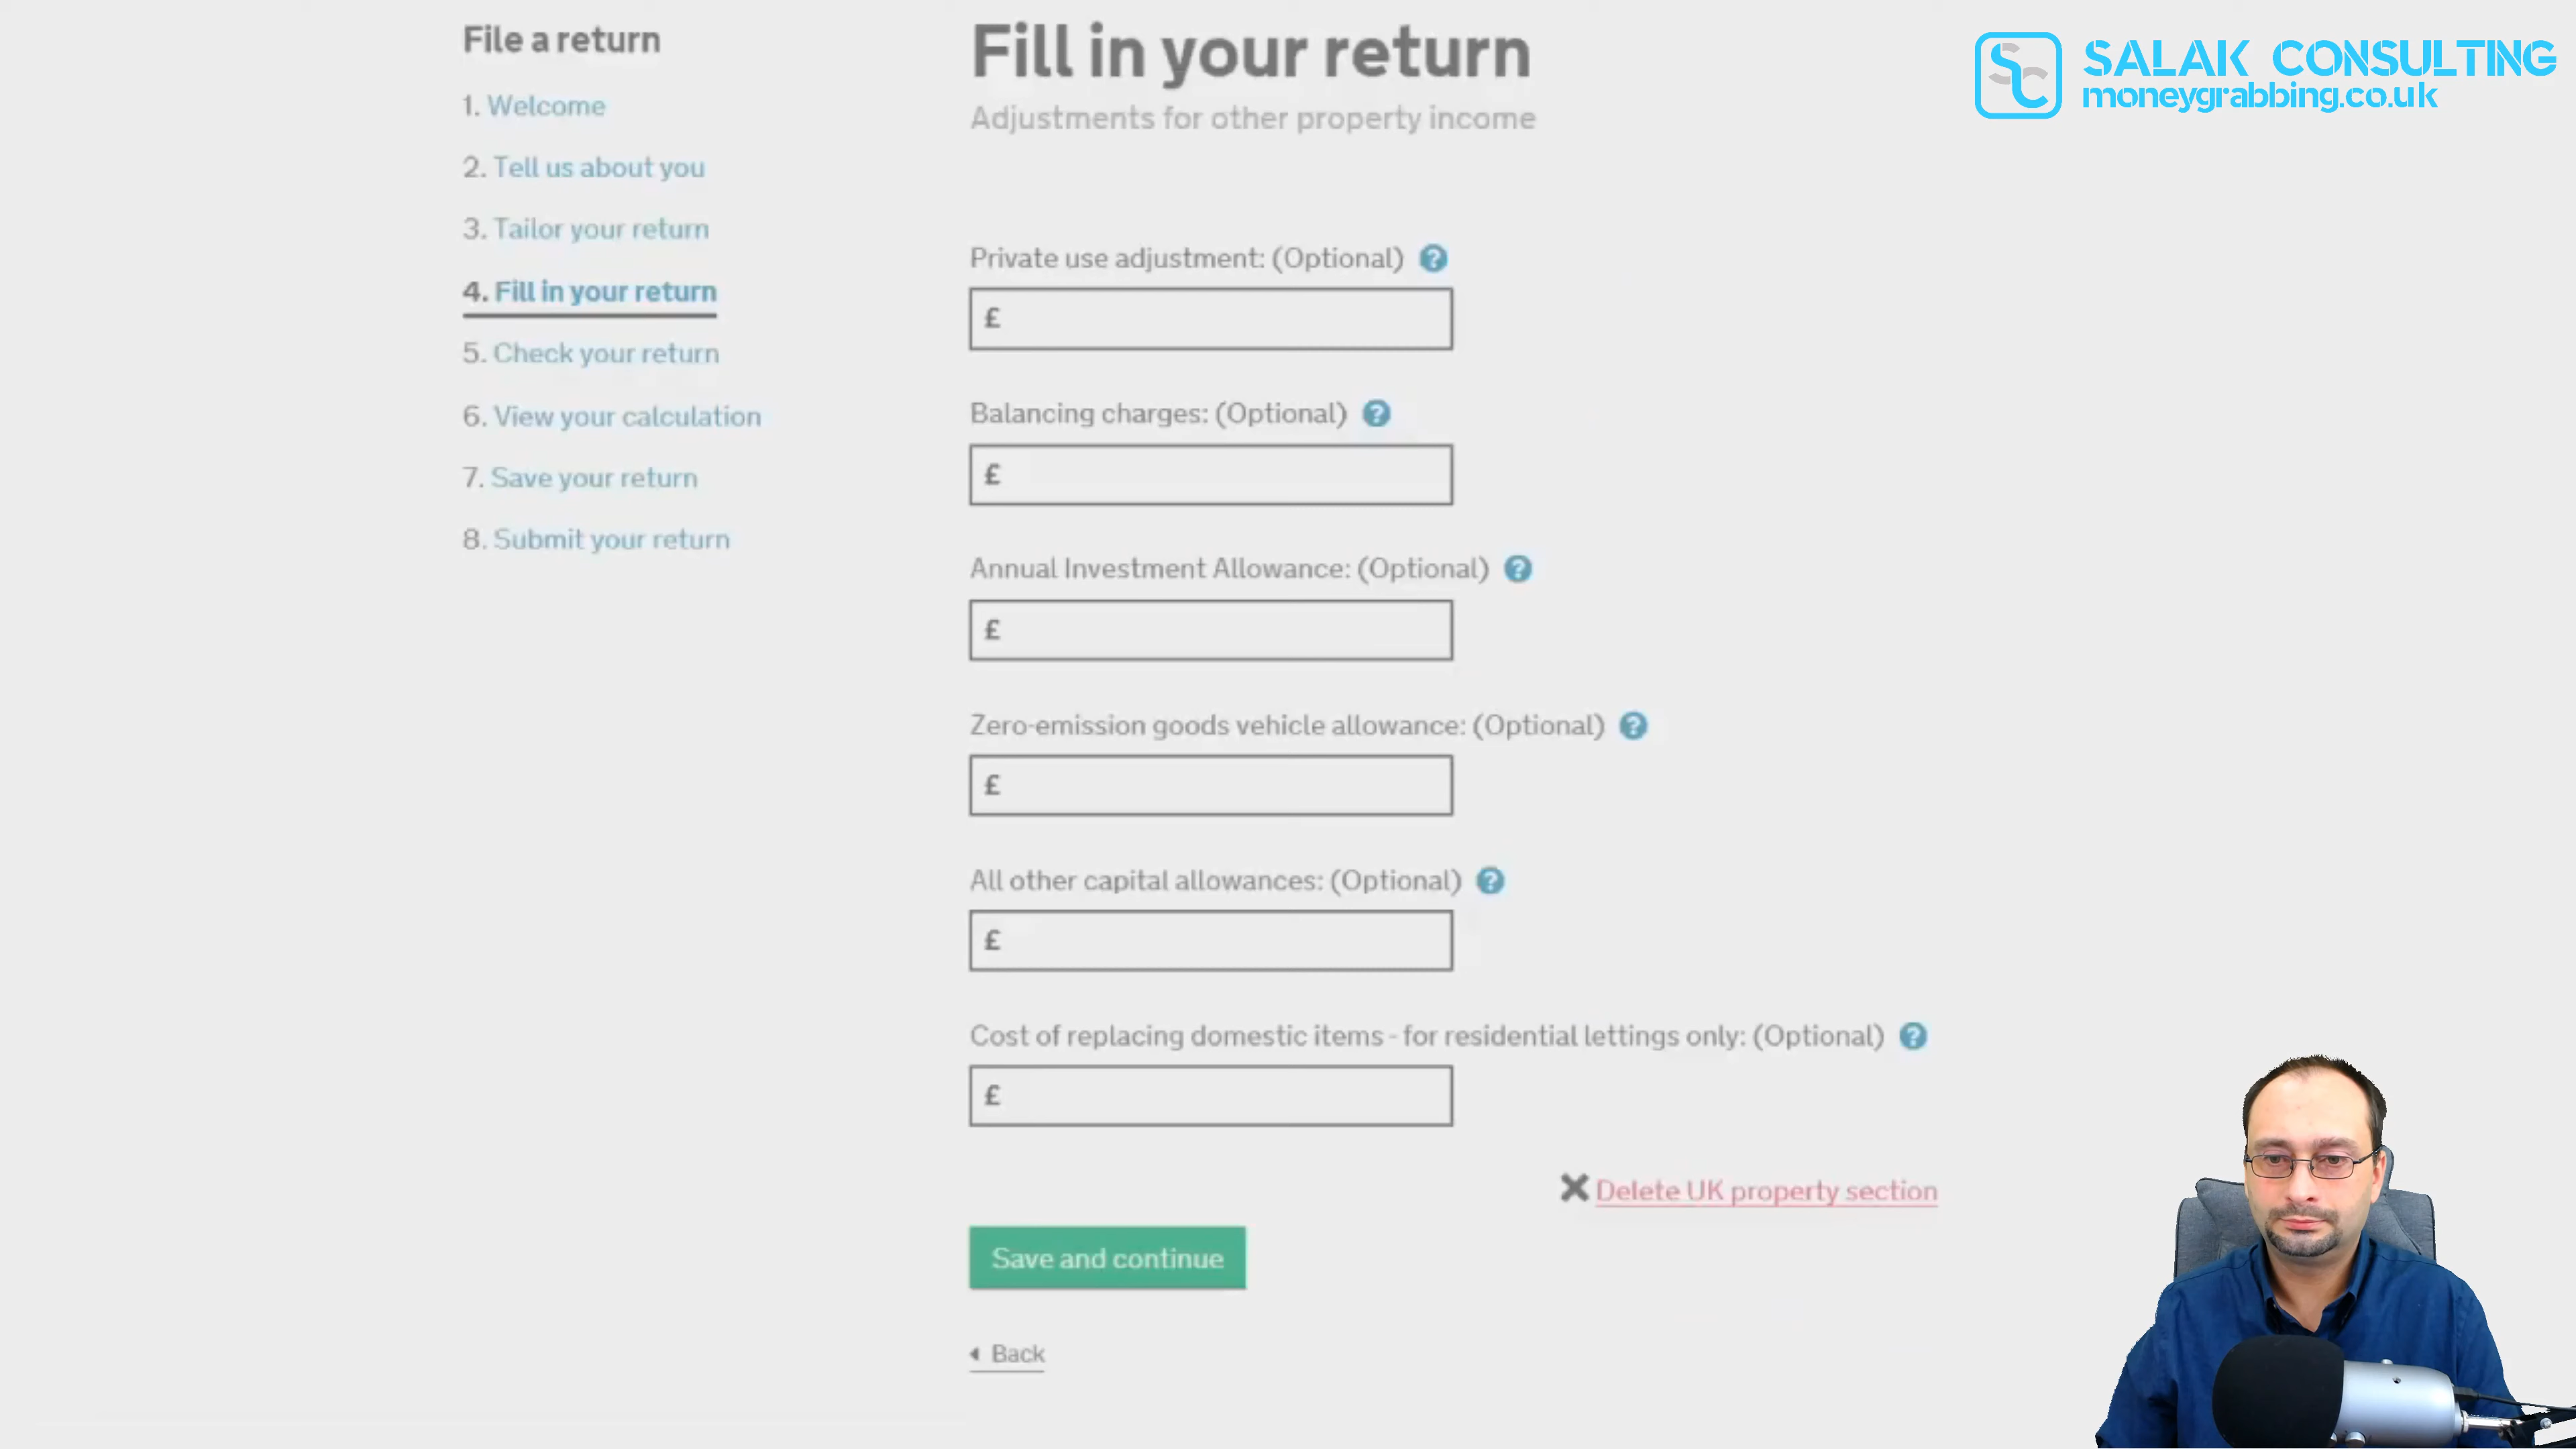 File a return
1. Welcome
2. Tell us about you
3. Tailor your return
4. Fill in your return
5. Check your return
6. View your calculation
7. Save your return
8. Submit your return
Fill in your return
Adjustments for other property income
Private use adjustment: (Optional) ?
£
Balancing charges: (Optional) ?
£
Annual Investment Allowance: (Optional) ?
£
Zero-emission goods vehicle allowance: (Optional) ?
£
All other capital allowances: (Optional) ?
£
Cost of replacing domestic items - for residential lettings only: (Optional) ?
£
Delete UK property section
Save and continue
Back
SC
SALAK CONSULTING
moneygrabbing.co.uk